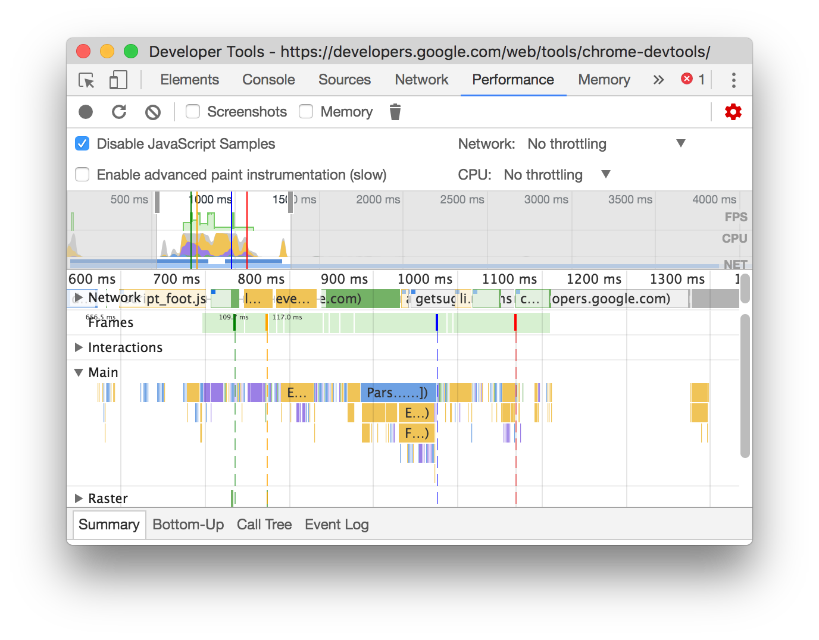 Developer Tools - https://developers.google.com/web/tools/chrome-devtools/
Elements Console Sources Network Performance Memory » 1
Screenshots Memory
Disable JavaScript Samples Network: No throttling
Enable advanced paint instrumentation (slow) CPU: No throttling
500 ms 1000 ms 1500 ms 2000 ms 2500 ms 3000 ms 3500 ms 4000 ms
FPS
CPU
NET
600 ms 700 ms 800 ms 900 ms 1000 ms 1100 ms 1200 ms 1300 ms
Network pt_foot.js l... eve... .com) getsug li. c... opers.google.com)
Frames 109.7 ms 117.0 ms
Interactions
Main
E... Pars......])
E...)
F...)
Raster
Summary Bottom-Up Call Tree Event Log